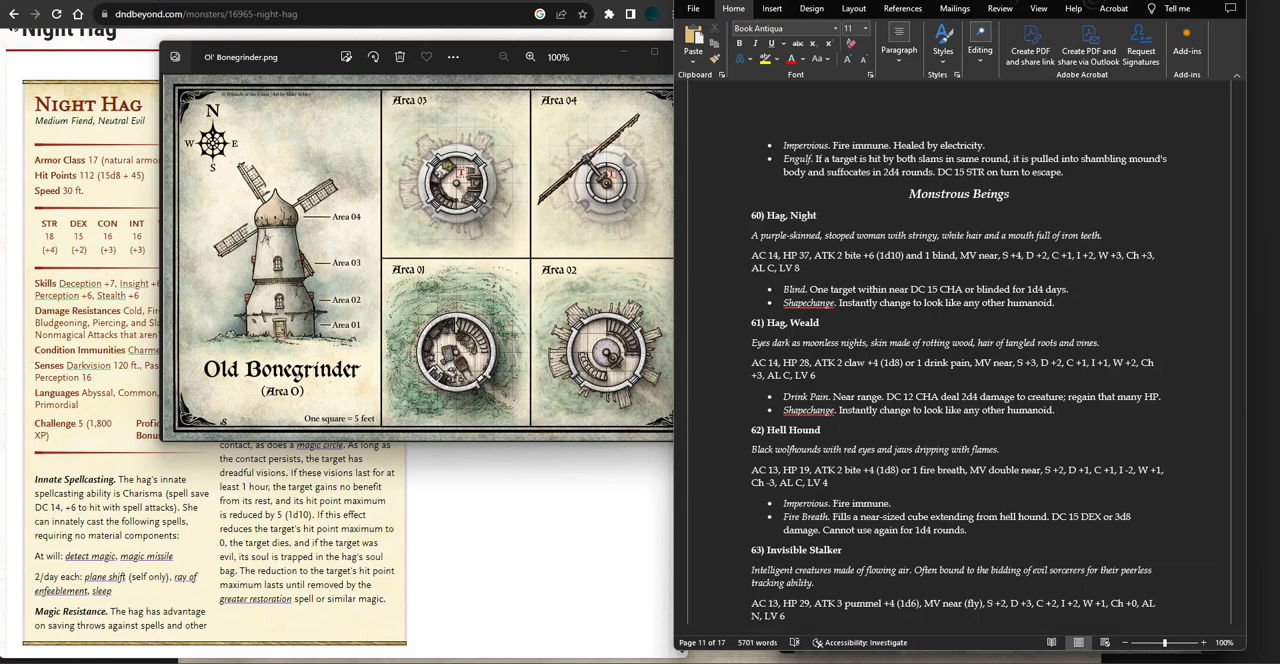 dndbeyond.com/monsters/16965-night-hag
Night Hag
NIGHT HAG
Medium Fiend, Neutral Evil
Armor Class 17 (natural armo
Hit Points 112 (15d8 + 45)
Speed 30 ft.
STR DEX CON INT
18 15 16 16
(+4) (+2) (+3) (+3)
Skills Deception +7, Insight +6
Perception +6, Stealth +6
Damage Resistances Cold, Fir
Bludgeoning, Piercing, and Sla
Nonmagical Attacks that aren'
Condition Immunities Charme
Senses Darkvision 120 ft., Pas
Perception 16
Languages Abyssal, Common,
Primordial
Challenge 5 (1,800
XP)
Profic
Bonus
Innate Spellcasting. The hag's innate
spellcasting ability is Charisma (spell save
DC 14, +6 to hit with spell attacks). She
can innately cast the following spells,
requiring no material components:
At will: detect magic, magic missile
2/day each: plane shift (self only), ray of
enfeeblement, sleep
Magic Resistance. The hag has advantage
on saving throws against spells and other
contact, as does a magic circle. As long as
the contact persists, the target has
dreadful visions. If these visions last for at
least 1 hour, the target gains no benefit
from its rest, and its hit point maximum
is reduced by 5 (1d10). If this effect
reduces the target's hit point maximum to
0, the target dies, and if the target was
evil, its soul is trapped in the hag's soul
bag. The reduction to the target's hit point
maximum lasts until removed by the
greater restoration spell or similar magic.
Ol' Bonegrinder.png
100%
© Wizards of the Coast | Art by Mike Schley
N
W E
S
Area 04
Area 03
Area 02
Area 01
Old Bonegrinder
(Area O)
One square = 5 feet
Area 03
T
Area 04
T
Area 01
Area 02
File Home Insert Design Layout References Mailings Review View Help Acrobat Tell me
Paste
Clipboard
Book Antiqua 11
B I U abc x₂ x²
A A Aa A A
Font
Paragraph
Styles
Styles
Editing
Create PDF
and share link
Create PDF and
share via Outlook
Request
Signatures
Adobe Acrobat
Add-ins
Add-ins
• Impervious. Fire immune. Healed by electricity.
• Engulf. If a target is hit by both slams in same round, it is pulled into shambling mound's
body and suffocates in 2d4 rounds. DC 15 STR on turn to escape.
Monstrous Beings
60) Hag, Night
A purple-skinned, stooped woman with stringy, white hair and a mouth full of iron teeth.
AC 14, HP 37, ATK 2 bite +6 (1d10) and 1 blind, MV near, S +4, D +2, C +1, I +2, W +3, Ch +3,
AL C, LV 8
• Blind. One target within near DC 15 CHA or blinded for 1d4 days.
• Shapechange. Instantly change to look like any other humanoid.
61) Hag, Weald
Eyes dark as moonless nights, skin made of rotting wood, hair of tangled roots and vines.
AC 14, HP 28, ATK 2 claw +4 (1d8) or 1 drink pain, MV near, S +3, D +2, C +1, I +1, W +2, Ch
+3, AL C, LV 6
• Drink Pain. Near range. DC 12 CHA deal 2d4 damage to creature; regain that many HP.
• Shapechange. Instantly change to look like any other humanoid.
62) Hell Hound
Black wolfhounds with red eyes and jaws dripping with flames.
AC 13, HP 19, ATK 2 bite +4 (1d8) or 1 fire breath, MV double near, S +2, D +1, C +1, I -2, W +1,
Ch -3, AL C, LV 4
• Impervious. Fire immune.
• Fire Breath. Fills a near-sized cube extending from hell hound. DC 15 DEX or 3d8
damage. Cannot use again for 1d4 rounds.
63) Invisible Stalker
Intelligent creatures made of flowing air. Often bound to the bidding of evil sorcerers for their peerless
tracking ability.
AC 13, HP 29, ATK 3 pummel +4 (1d6), MV near (fly), S +2, D +3, C +2, I +2, W +1, Ch +0, AL
N, LV 6
Page 11 of 17 5701 words Accessibility: Investigate 100%